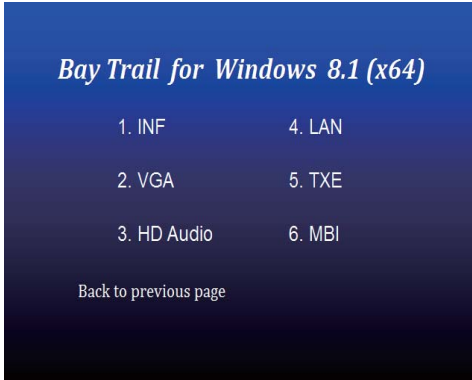 Bay Trail for Windows 8.1 (x64)
1. INF
4. LAN
2. VGA
5. TXE
3. HD Audio
6. MBI
Back to previous page